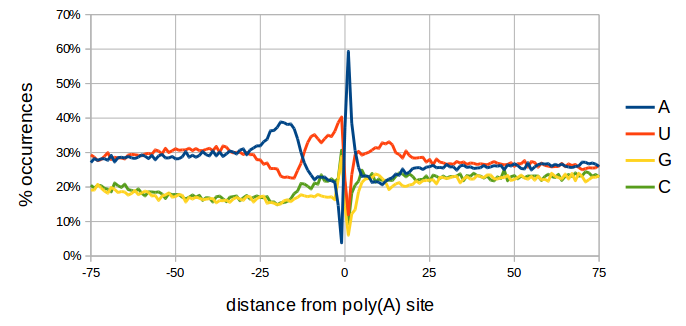 70%
60%
50%
40%
30%
20%
10%
0%
% occurrences
-75 -50 -25 0 25 50 75
distance from poly(A) site
A
U
G
C